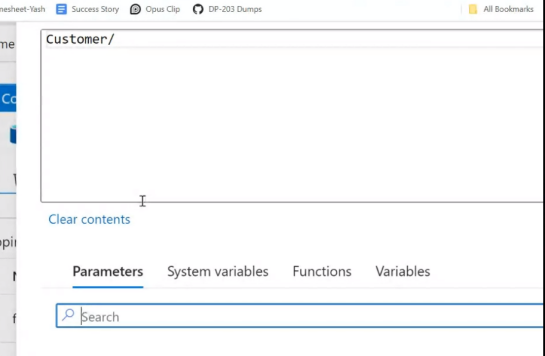 mesheet-Yash Success Story Opus Clip DP-203 Dumps All Bookmarks
Customer/
Clear contents
Parameters System variables Functions Variables
Search